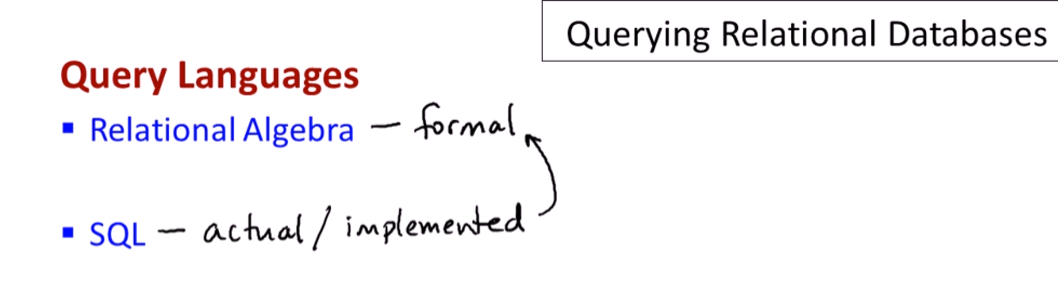 Querying Relational Databases
Query Languages
▪ Relational Algebra — formal
▪ SQL — actual / implemented